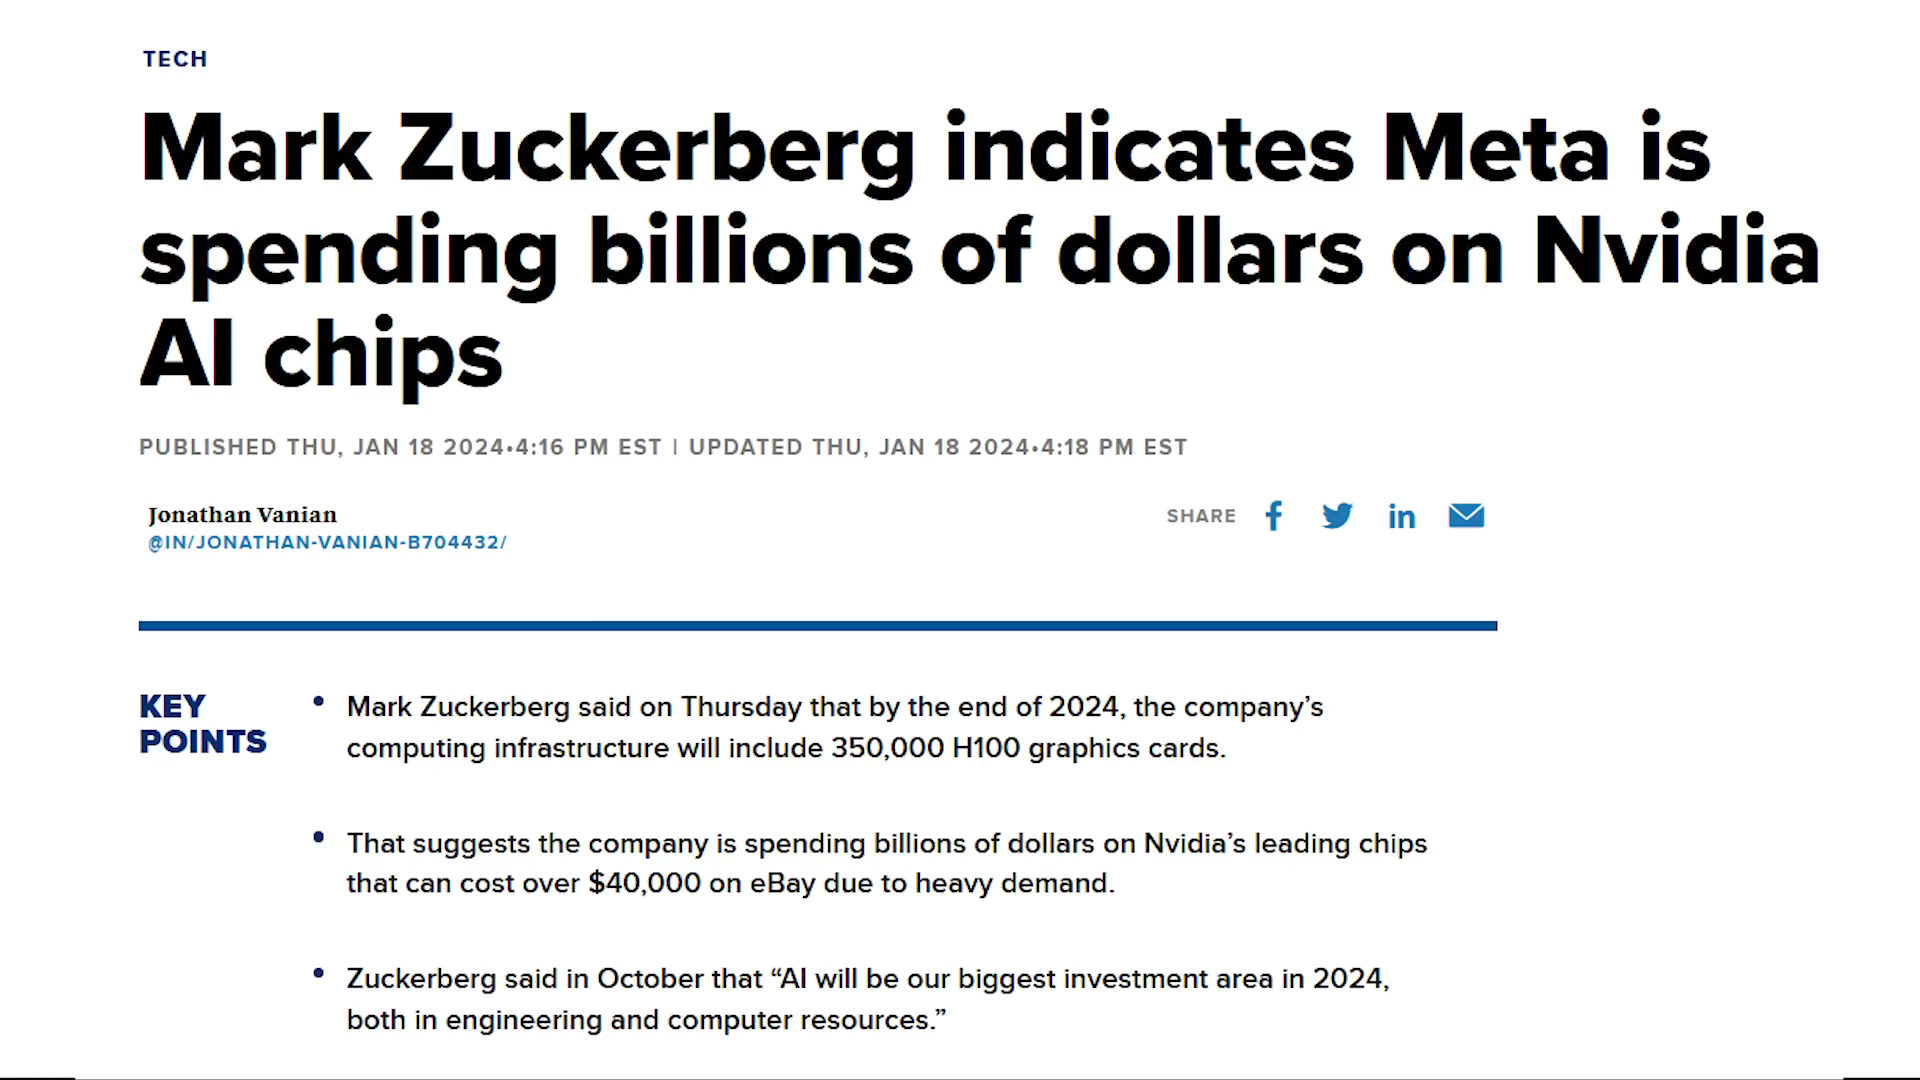 TECH
Mark Zuckerberg indicates Meta is
spending billions of dollars on Nvidia
AI chips
PUBLISHED THU, JAN 18 2024•4:16 PM EST | UPDATED THU, JAN 18 2024•4:18 PM EST
Jonathan Vanian
@IN/JONATHAN-VANIAN-B704432/
SHARE
KEY
POINTS
• Mark Zuckerberg said on Thursday that by the end of 2024, the company’s
computing infrastructure will include 350,000 H100 graphics cards.
• That suggests the company is spending billions of dollars on Nvidia’s leading chips
that can cost over $40,000 on eBay due to heavy demand.
• Zuckerberg said in October that “AI will be our biggest investment area in 2024,
both in engineering and computer resources.”